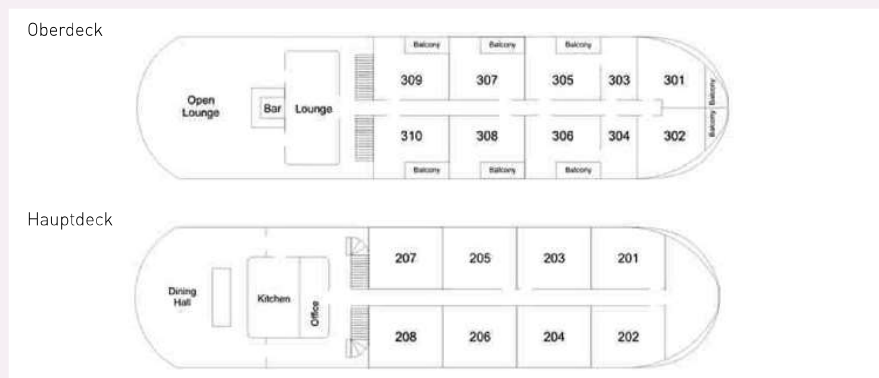 Oberdeck
Balcony Balcony Balcony
309 307 305 303 301
Balcony
Open
Lounge
Bar Lounge
310 308 306 304 302
Balcony
Balcony Balcony Balcony
Hauptdeck
207 205 203 201
Dining
Hall
Kitchen
Office
208 206 204 202